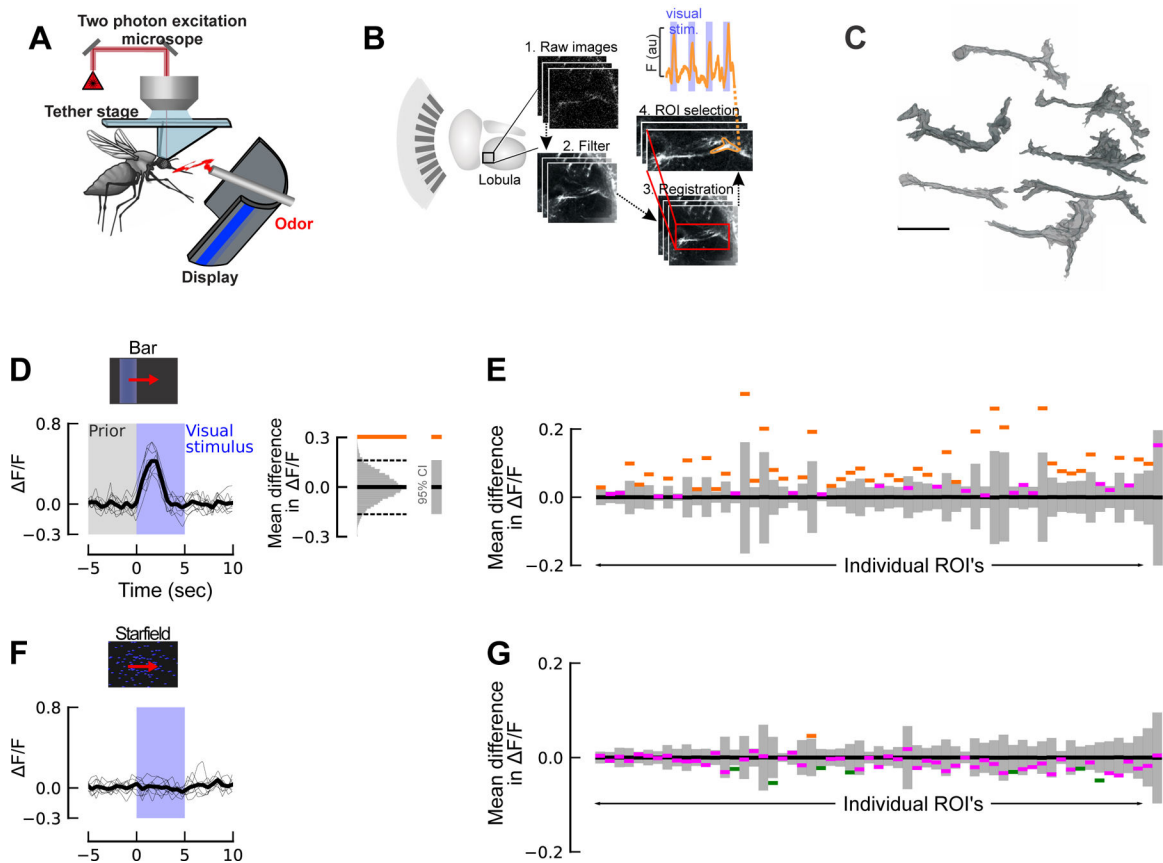 A
Two photon excitation
microsope
Tether stage
Odor
Display
B
visual
stim.
F (au)
1. Raw images
2. Filter
Lobula
4. ROI selection
3. Registration
C
D
Bar
0.8
0.0
−0.3
ΔF/F
Prior
Visual
stimulus
−5 0 5 10
Time (sec)
Mean difference
in ΔF/F
0.3
0.0
−0.3
95% CI
E
Mean difference
in ΔF/F
0.2
0.0
−0.2
Individual ROI's
F
Starfield
0.8
0.0
−0.3
ΔF/F
−5 0 5 10
G
Mean difference
in ΔF/F
0.2
0.0
−0.2
Individual ROI's